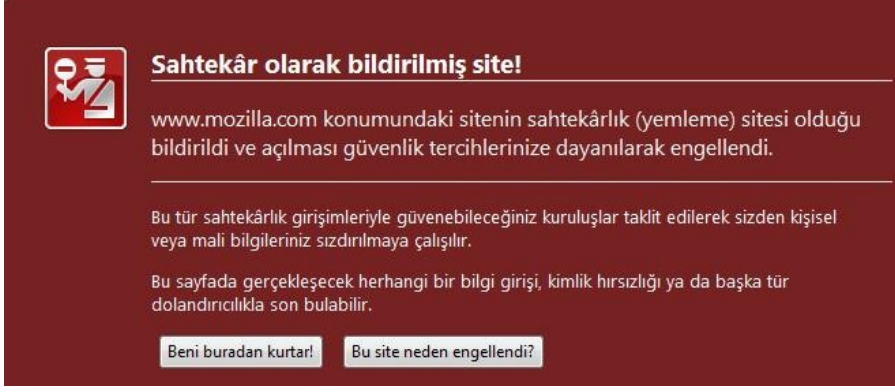 Sahtekâr olarak bildirilmiş site!
www.mozilla.com konumundaki sitenin sahtekârlık (yemleme) sitesi olduğu
bildirildi ve açılması güvenlik tercihlerinize dayanılarak engellendi.
Bu tür sahtekârlık girişimleriyle güvenebileceğiniz kuruluşlar taklit edilerek sizden kişisel
veya mali bilgileriniz sızdırılmaya çalışılır.
Bu sayfada gerçekleşecek herhangi bir bilgi girişi, kimlik hırsızlığı ya da başka tür
dolandırıcılıkla son bulabilir.
Beni buradan kurtar! Bu site neden engellendi?